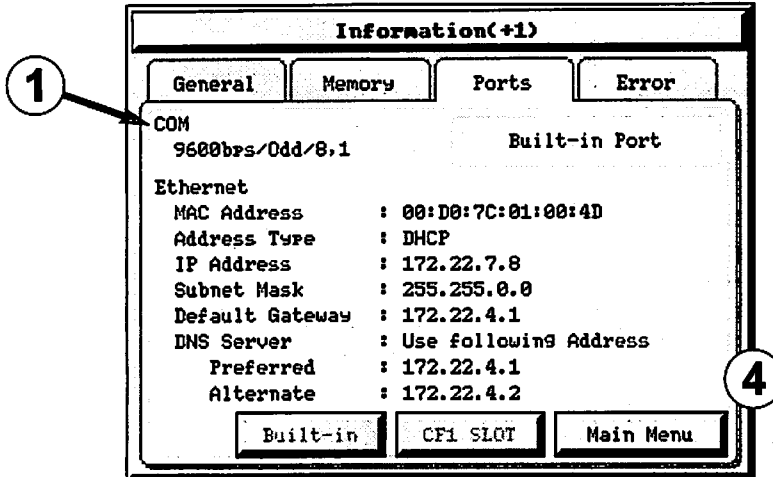 Information(+1)
General Memory Ports Error
1
COM
9600bps/Odd/8,1
Built-in Port
Ethernet
MAC Address : 00:D0:7C:01:00:4D
Address Type : DHCP
IP Address : 172.22.7.8
Subnet Mask : 255.255.0.0
Default Gateway : 172.22.4.1
DNS Server : Use following Address
Preferred : 172.22.4.1
Alternate : 172.22.4.2
4
Built-in CF1 SLOT Main Menu